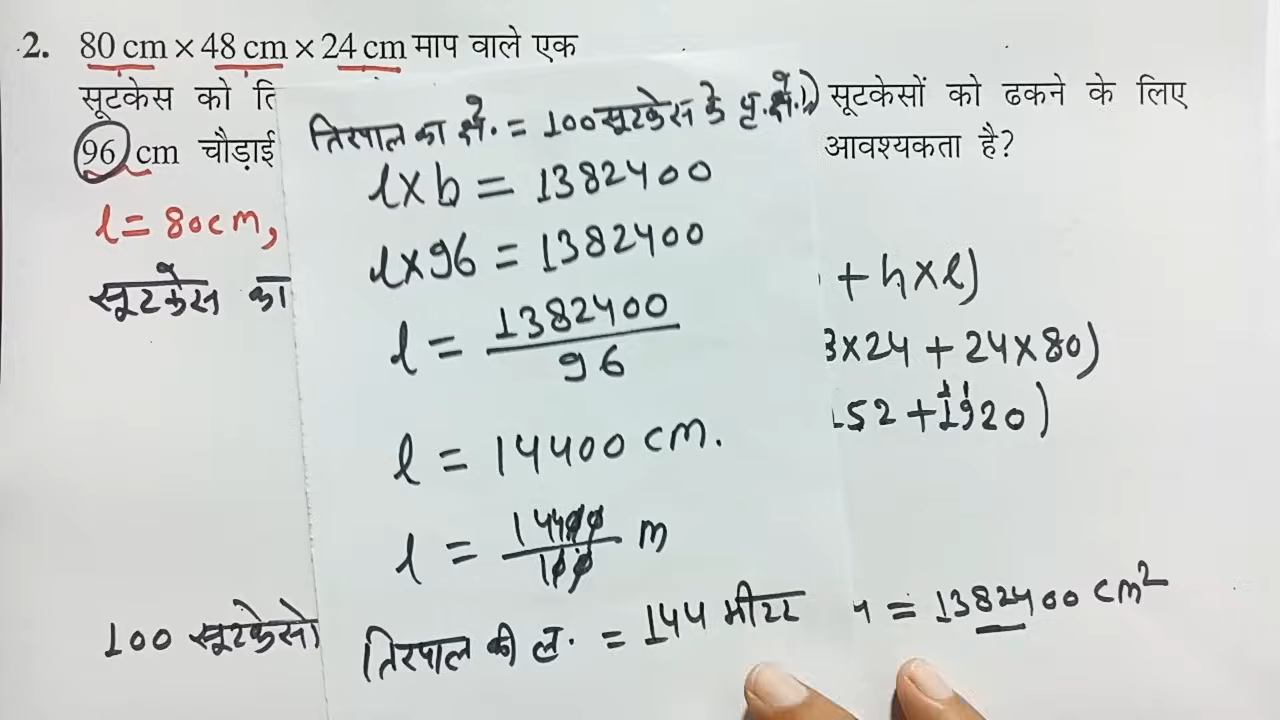 2. 80 cm × 48 cm × 24 cm माप वाले एक
सूटकेस को ति सूटकेसों को ढकने के लिए
96 cm चौड़ाई आवश्यकता है?
तिरपाल का क्षे. = 100 सूटकेस के पृ. क्षे.
l × b = 1382400
l = 80cm,
l × 96 = 1382400
सूटकेस का + h × l)
l = 1382400 / 96
3 × 24 + 24 × 80)
152 + 1920)
l = 14400 cm.
l = 14400 / 100 m
100 सूटकेसो = 1382400 cm²
तिरपाल की ल. = 144 मीटर